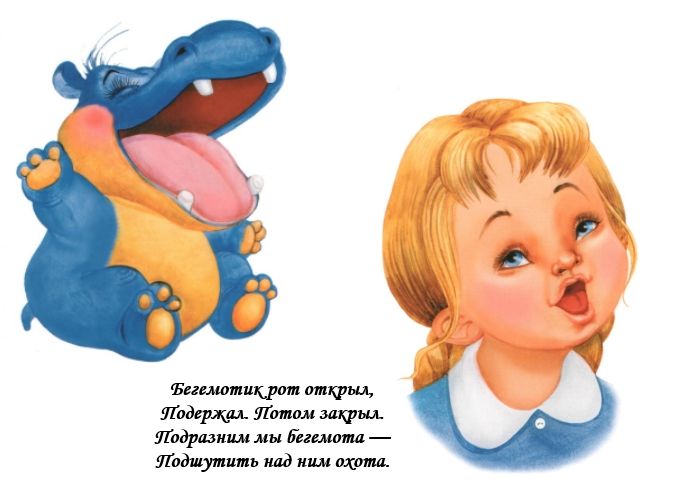 Бегемотик рот открыл,
Подержал. Потом закрыл.
Подразним мы бегемота —
Подшутить над ним охота.